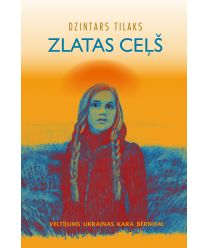 DZINTARS TILAKS
ZLATAS CEĻŠ
VELTĪJUMS UKRAINAS KARA BĒRNIEM